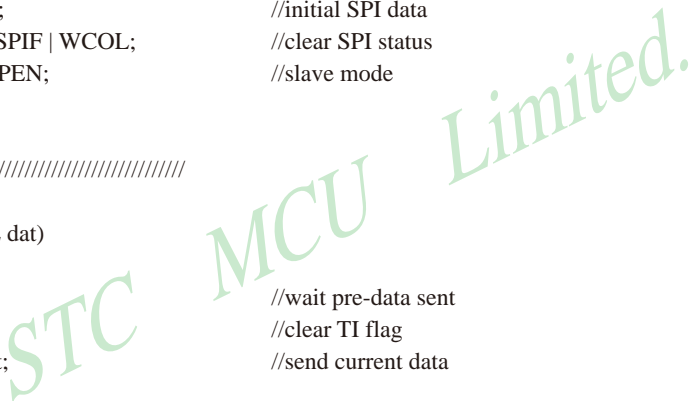 ; //initial SPI data
SPIF | WCOL; //clear SPI status
PEN; //slave mode
////////////////////////////
dat)
//wait pre-data sent
//clear TI flag
t; //send current data
STC MCU Limited.